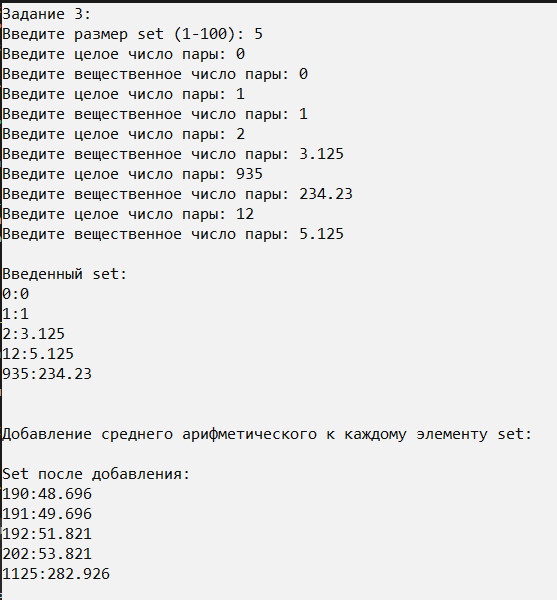 Задание 3:
Введите размер set (1-100): 5
Введите целое число пары: 0
Введите вещественное число пары: 0
Введите целое число пары: 1
Введите вещественное число пары: 1
Введите целое число пары: 2
Введите вещественное число пары: 3.125
Введите целое число пары: 935
Введите вещественное число пары: 234.23
Введите целое число пары: 12
Введите вещественное число пары: 5.125
Введенный set:
0:0
1:1
2:3.125
12:5.125
935:234.23
Добавление среднего арифметического к каждому элементу set:
Set после добавления:
190:48.696
191:49.696
192:51.821
202:53.821
1125:282.926